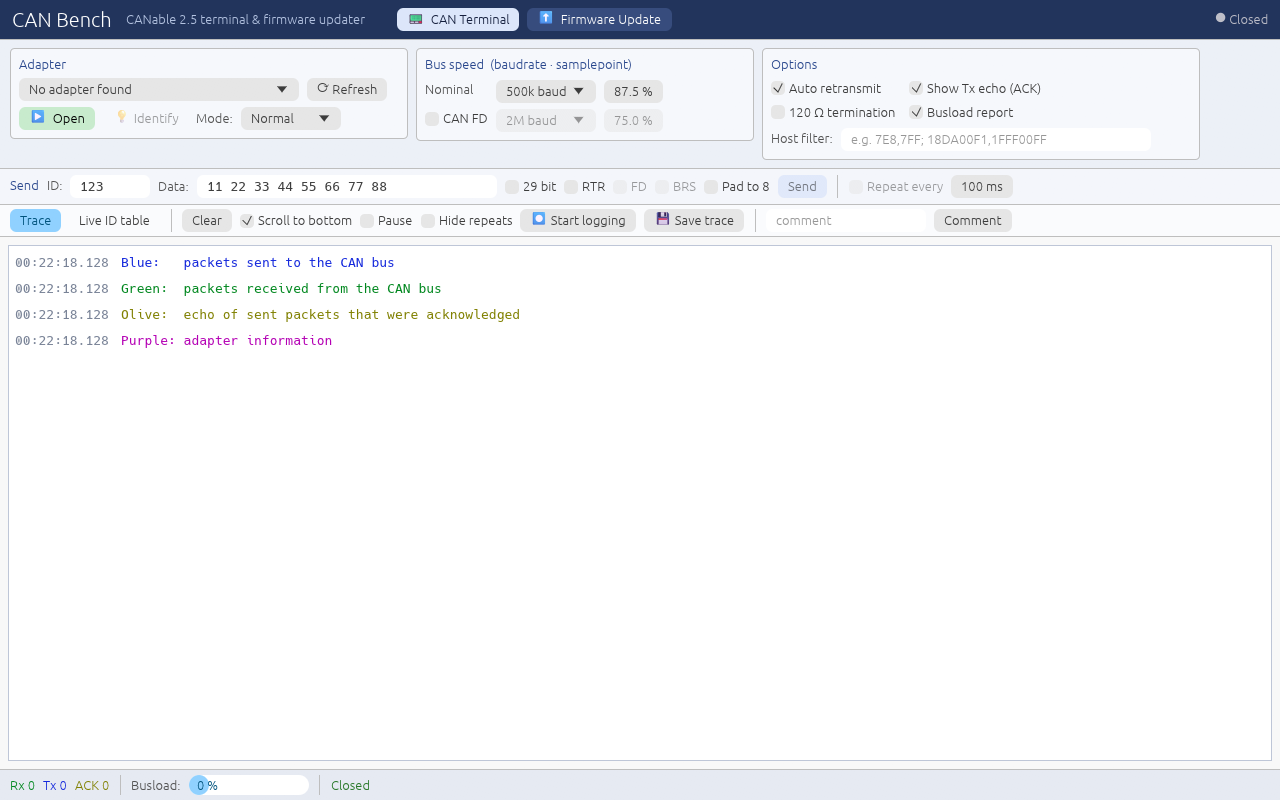 CAN Bench CANable 2.5 terminal & firmware updater CAN Terminal Firmware Update Closed
Adapter
No adapter found Refresh
Open Identify Mode: Normal
Bus speed (baudrate · samplepoint)
Nominal 500k baud 87.5 %
CAN FD 2M baud 75.0 %
Options
Auto retransmit Show Tx echo (ACK)
120 Ω termination Busload report
Host filter: e.g. 7E8,7FF; 18DA00F1,1FFF00FF
Send ID: 123 Data: 11 22 33 44 55 66 77 88 29 bit RTR FD BRS Pad to 8 Send Repeat every 100 ms
Trace Live ID table Clear Scroll to bottom Pause Hide repeats Start logging Save trace comment Comment
00:22:18.128 Blue: packets sent to the CAN bus
00:22:18.128 Green: packets received from the CAN bus
00:22:18.128 Olive: echo of sent packets that were acknowledged
00:22:18.128 Purple: adapter information
Rx 0 Tx 0 ACK 0 Busload: 0 % Closed